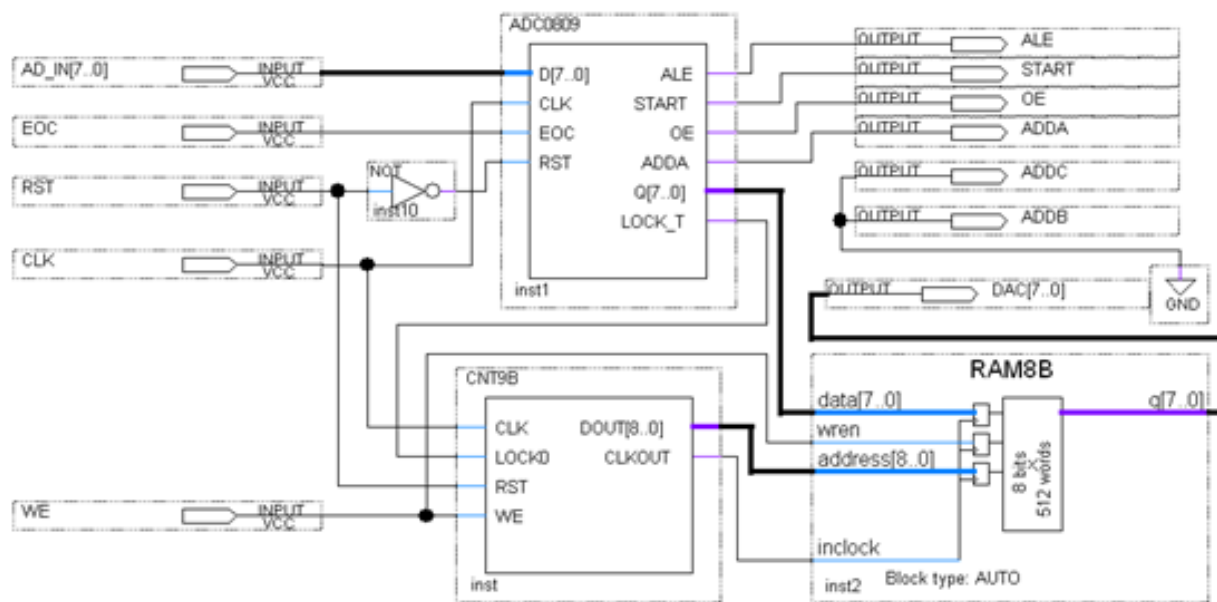 ADC0809
AD_IN[7..0]
INPUT
VCC
D[7..0]
ALE
OUTPUT
ALE
CLK
START
OUTPUT
START
EOC
INPUT
VCC
EOC
OE
OUTPUT
OE
RST
ADDA
OUTPUT
ADDA
RST
INPUT
VCC
NOT
inst10
Q[7..0]
LOCK_T
OUTPUT
ADDC
OUTPUT
ADDB
CLK
INPUT
VCC
inst1
OUTPUT
DAC[7..0]
GND
CNT9B
RAM8B
CLK
DOUT[8..0]
LOCK0
CLKOUT
RST
WE
inst
WE
INPUT
VCC
data[7..0]
q[7..0]
wren
address[8..0]
8 bits
×
512 words
inclock
inst2
Block type: AUTO